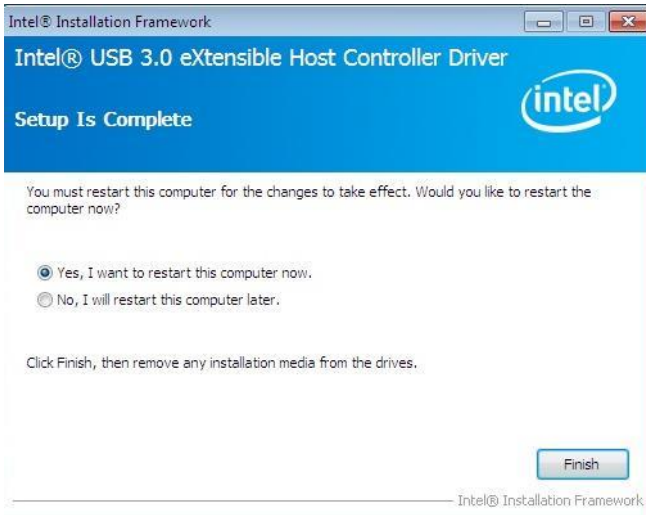 Intel® Installation Framework
Intel® USB 3.0 eXtensible Host Controller Driver
intel
Setup Is Complete
You must restart this computer for the changes to take effect. Would you like to restart the
computer now?
Yes, I want to restart this computer now.
No, I will restart this computer later.
Click Finish, then remove any installation media from the drives.
Finish
Intel® Installation Framework